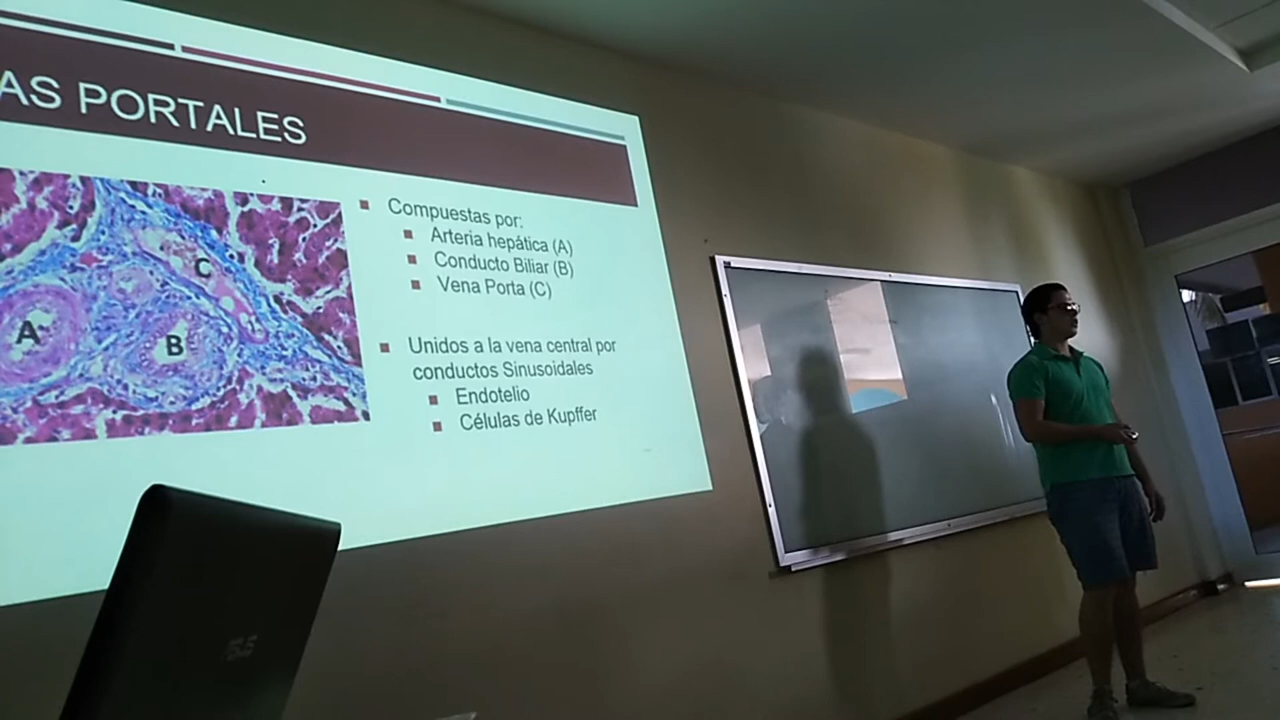 AS PORTALES
Compuestas por:
Arteria hepática (A)
Conducto Biliar (B)
Vena Porta (C)
Unidos a la vena central por
conductos Sinusoidales
Endotelio
Células de Kupffer
A
B
C
ASUS